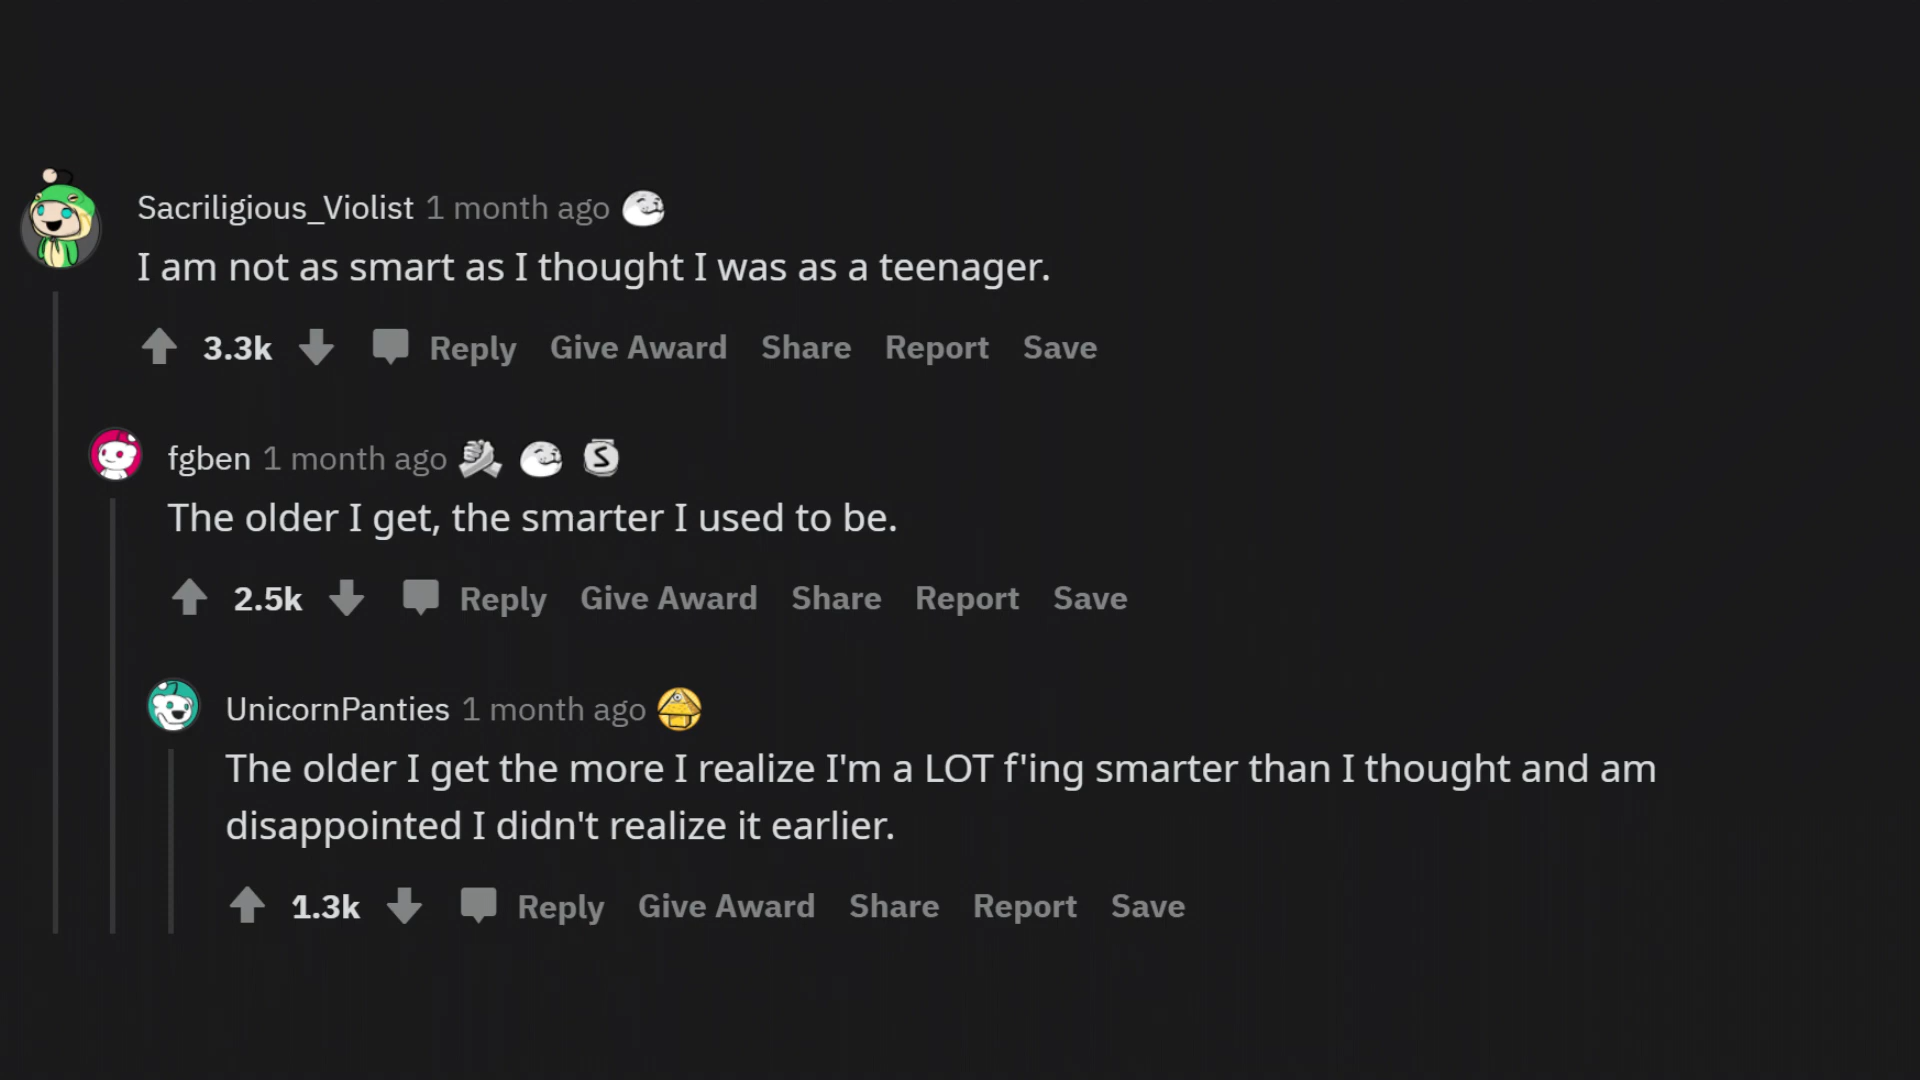 Sacriligious_Violist 1 month ago
I am not as smart as I thought I was as a teenager.
3.3k Reply Give Award Share Report Save
fgben 1 month ago
S
The older I get, the smarter I used to be.
2.5k Reply Give Award Share Report Save
UnicornPanties 1 month ago
The older I get the more I realize I'm a LOT f'ing smarter than I thought and am
disappointed I didn't realize it earlier.
1.3k Reply Give Award Share Report Save